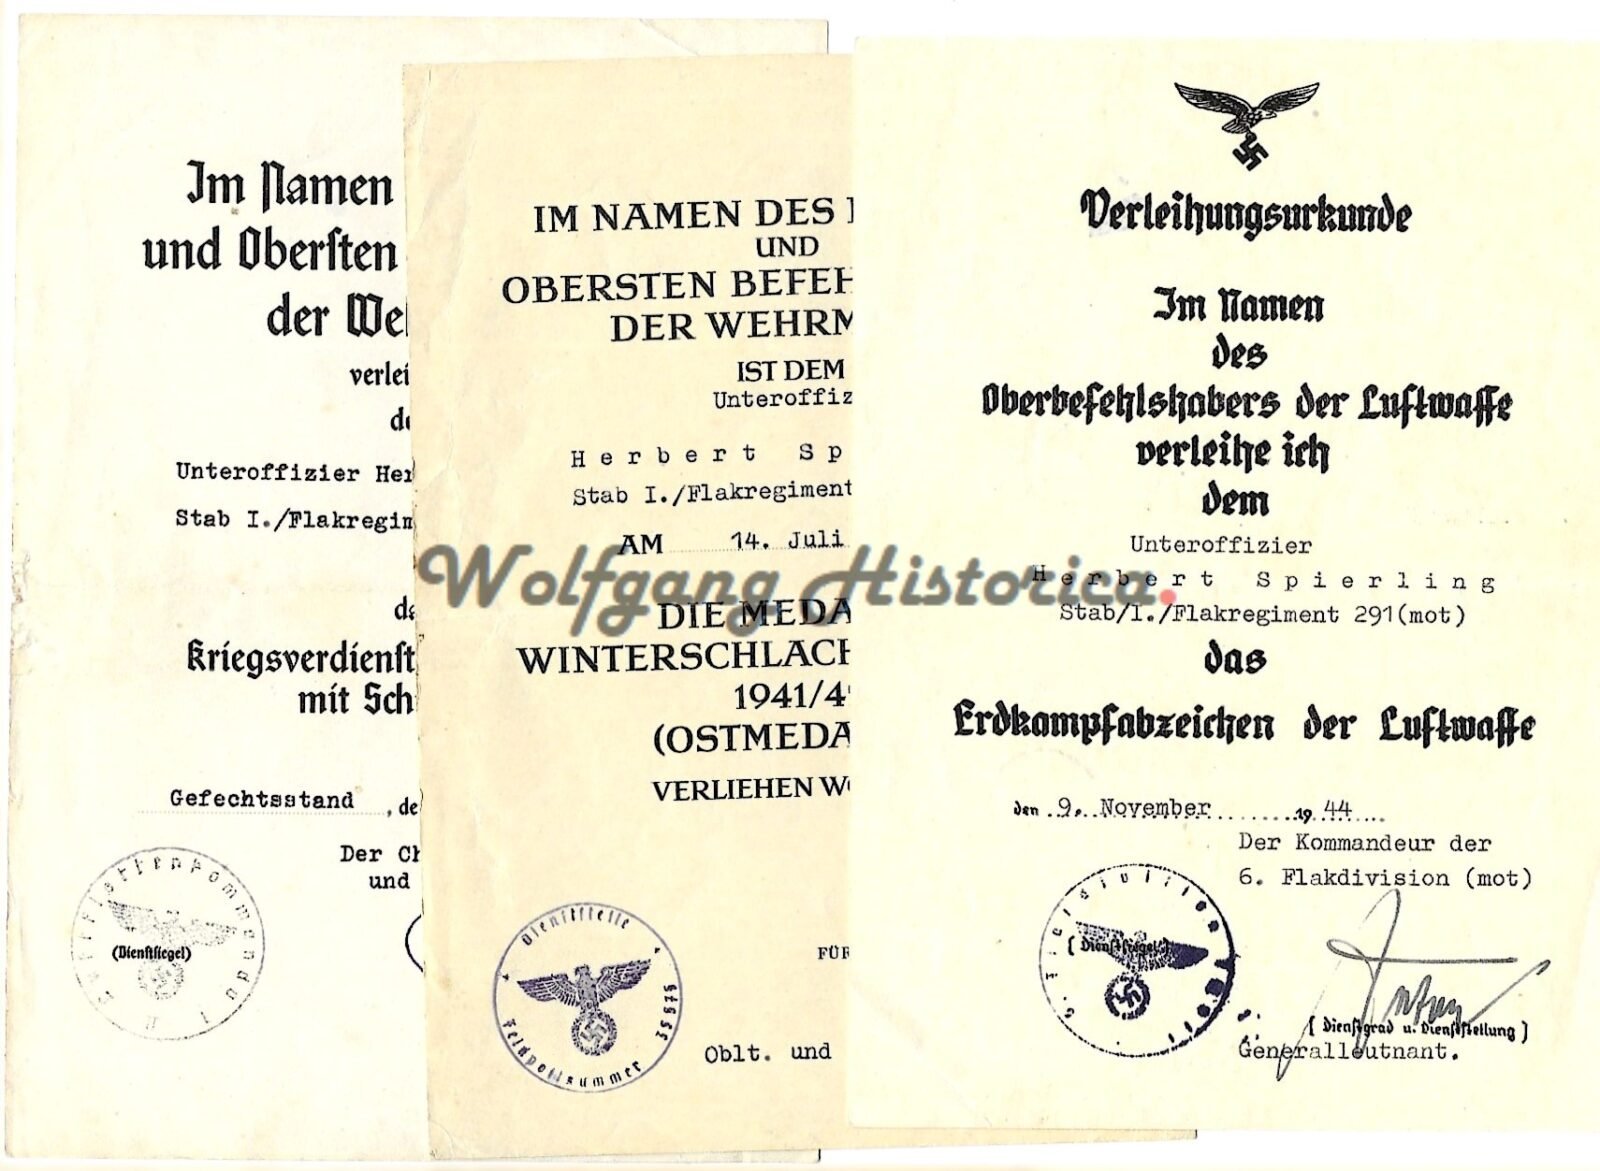 Im Namen
und Obersten
der We
verlei
de
Unteroffizier Her
Stab I./Flakregim
da
Kriegsverdienst
mit Sch
Gefechtsstand, de
Der Ch
und
Luftflottenkommando
(Dienstsiegel)
IM NAMEN DES
UND
OBERSTEN BEFEH
DER WEHRM
IST DEM
Unteroffiz
Herbert Sp
Stab I./Flakregiment
AM 14. Juli
DIE MEDA
WINTERSCHLACH
1941/4
(OSTMEDA
VERLIEHEN WO
FÜR
Dienststelle
Feldpostnummer
Oblt. und
Verleihungsurkunde
Im Namen
des
Oberbefehlshabers der Luftwaffe
verleihe ich
dem
Unteroffizier
Herbert Spierling
Stab/I./Flakregiment 291(mot)
das
Erdkampfabzeichen der Luftwaffe
den 9. November 1944
Der Kommandeur der
6. Flakdivision (mot)
(Dienstsiegel)
(Dienstgrad u. Dienststellung)
Generalleutnant.
Wolfgang Historica.